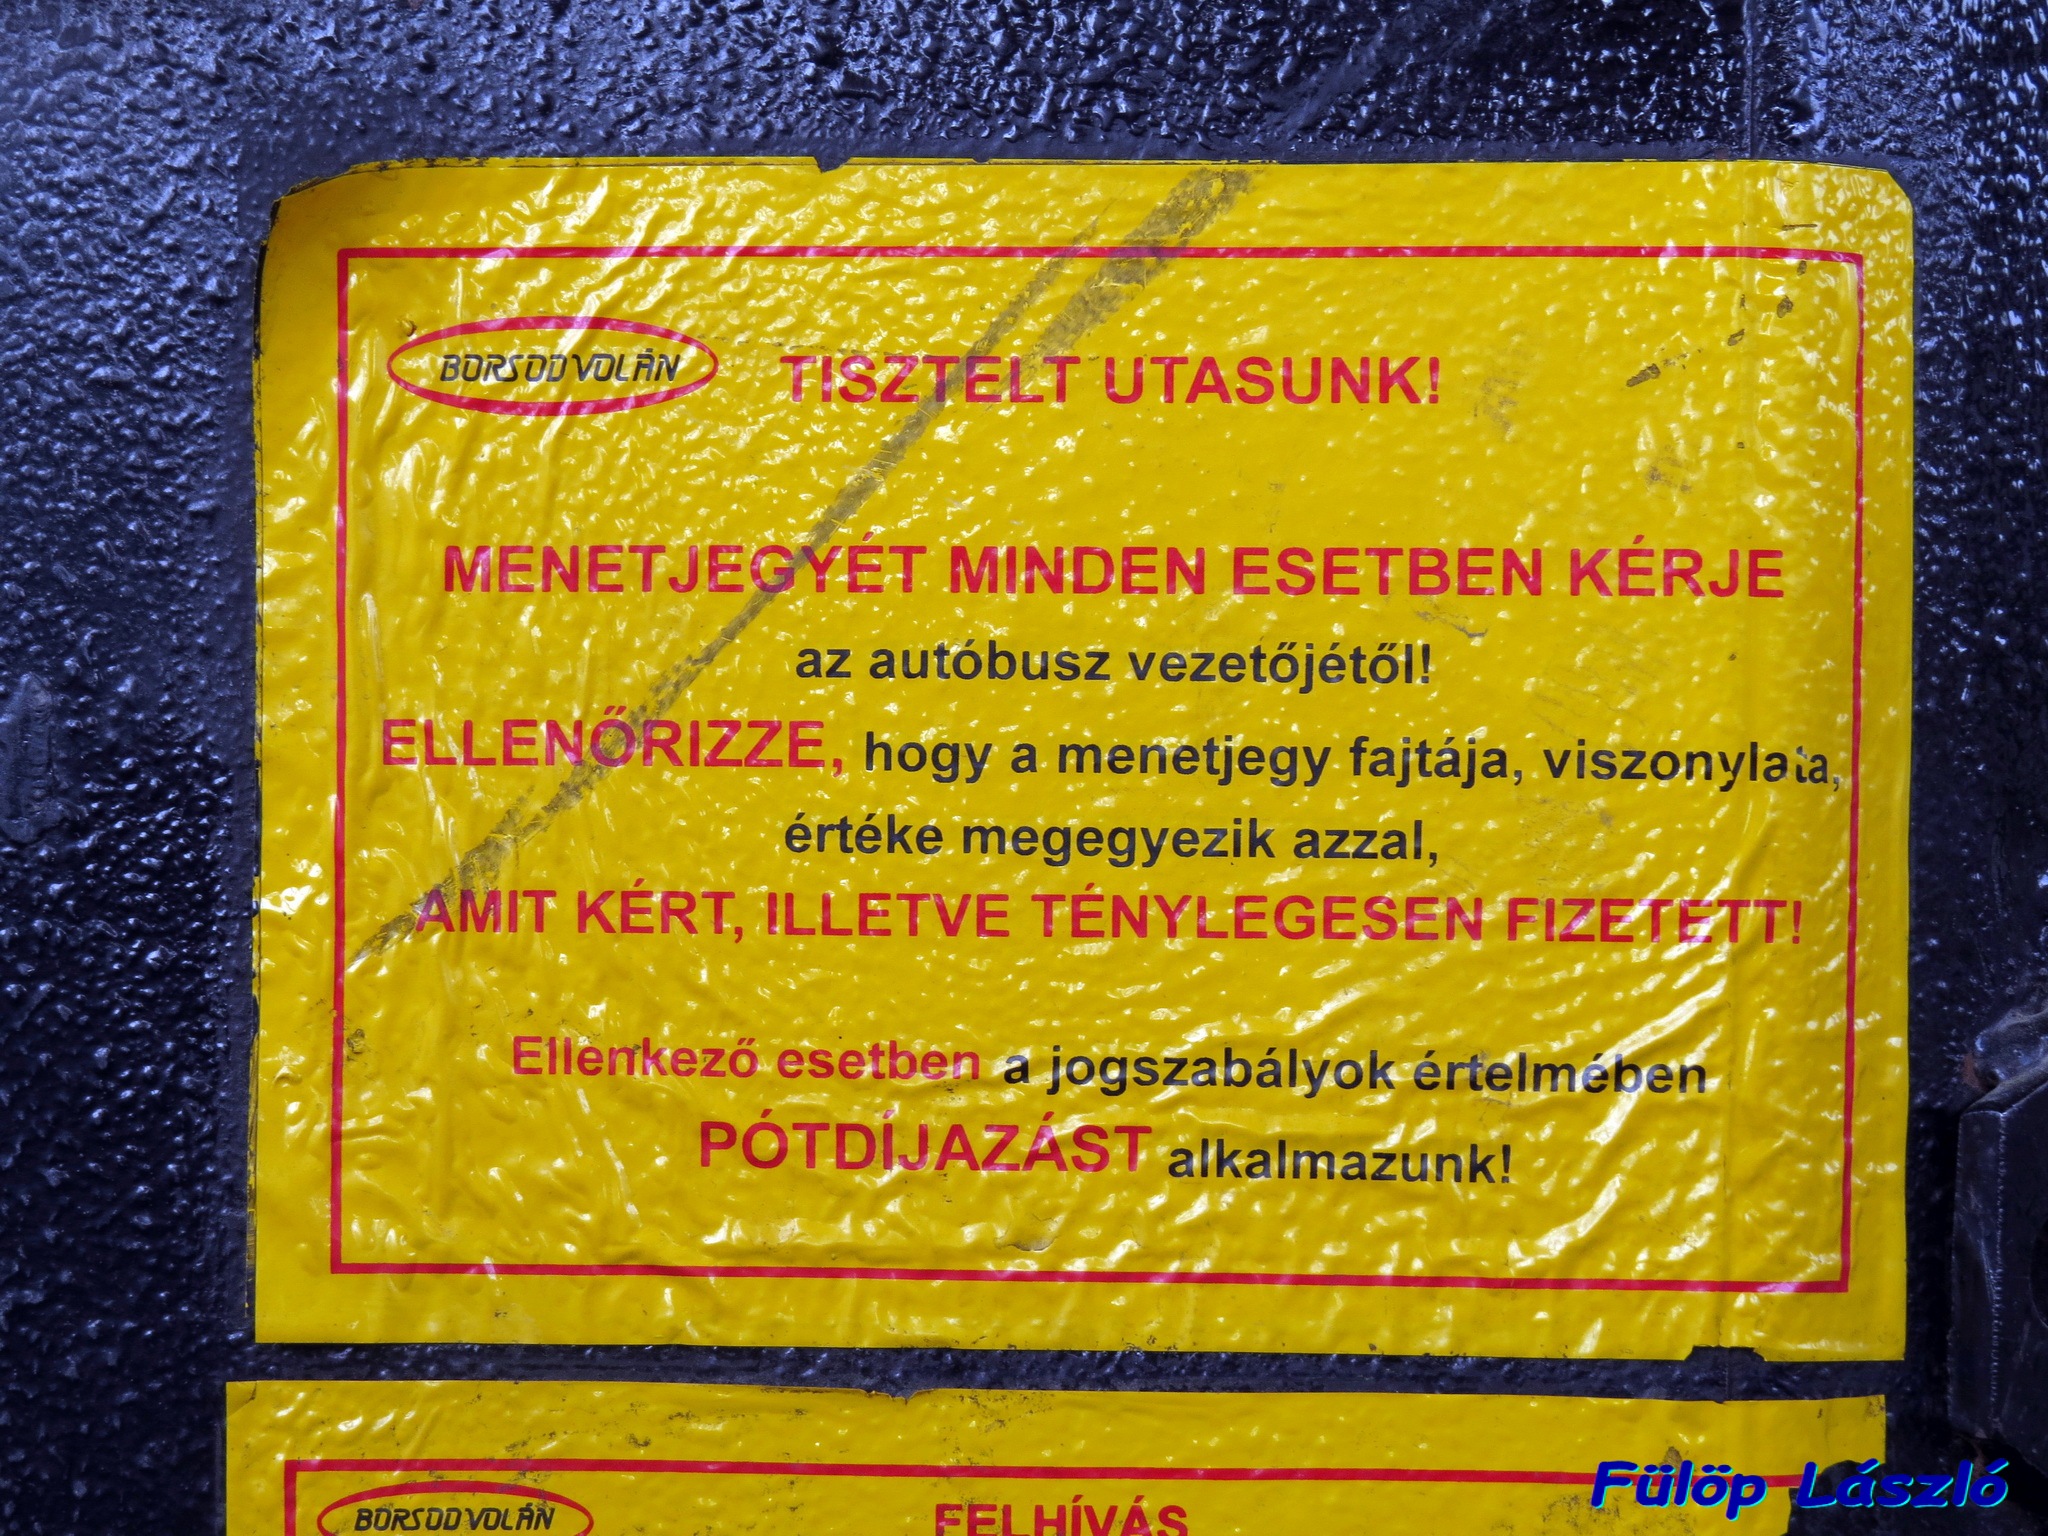 BORSOD VOLÁN TISZTELT UTASUNK!
MENETJEGYÉT MINDEN ESETBEN KÉRJE
az autóbusz vezetőjétől!
ELLENŐRIZZE, hogy a menetjegy fajtája, viszonylata,
értéke megegyezik azzal,
AMIT KÉRT, ILLETVE TÉNYLEGESEN FIZETETT!
Ellenkező esetben a jogszabályok értelmében
PÓTDÍJAZÁST alkalmazunk!
BORSOD VOLÁN FELHÍVÁS
Fülöp László